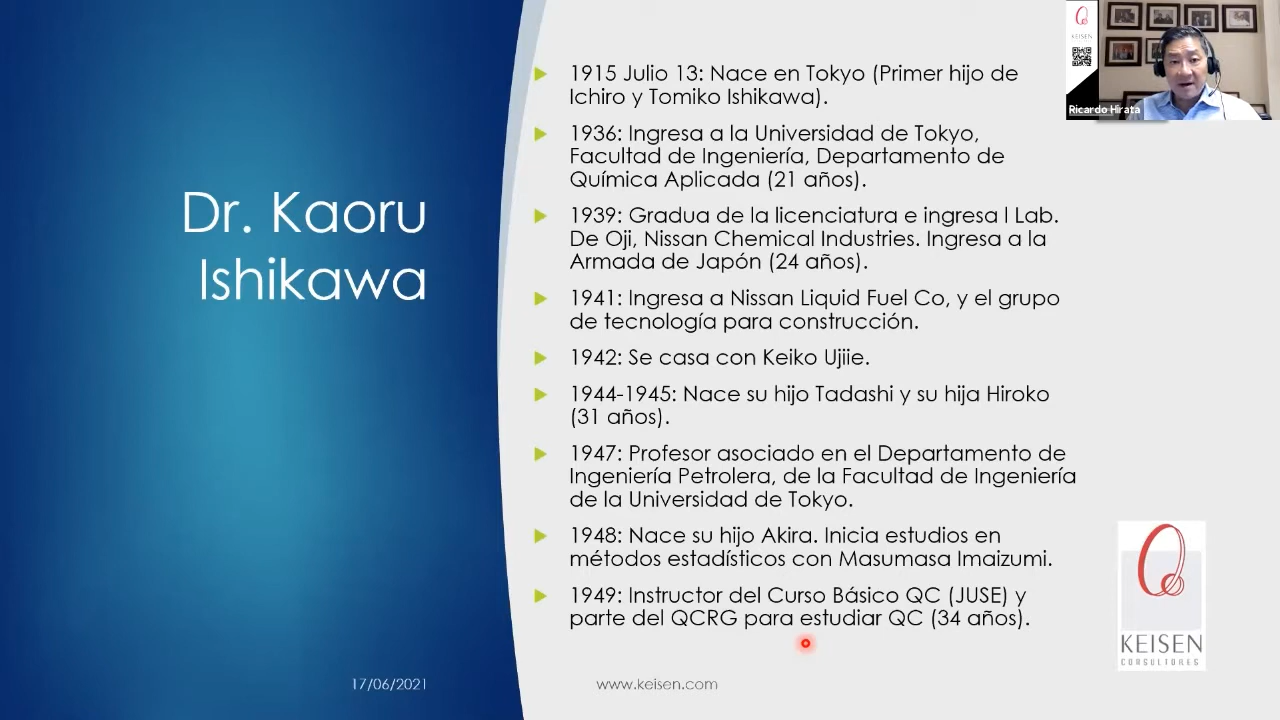 Dr. Kaoru
Ishikawa
1915 Julio 13: Nace en Tokyo (Primer hijo de
Ichiro y Tomiko Ishikawa).
1936: Ingresa a la Universidad de Tokyo,
Facultad de Ingeniería, Departamento de
Química Aplicada (21 años).
1939: Gradua de la licenciatura e ingresa l Lab.
De Oji, Nissan Chemical Industries. Ingresa a la
Armada de Japón (24 años).
1941: Ingresa a Nissan Liquid Fuel Co, y el grupo
de tecnología para construcción.
1942: Se casa con Keiko Ujiie.
1944-1945: Nace su hijo Tadashi y su hija Hiroko
(31 años).
1947: Profesor asociado en el Departamento de
Ingeniería Petrolera, de la Facultad de Ingeniería
de la Universidad de Tokyo.
1948: Nace su hijo Akira. Inicia estudios en
métodos estadísticos con Masumasa Imaizumi.
1949: Instructor del Curso Básico QC (JUSE) y
parte del QCRG para estudiar QC (34 años).
17/06/2021
www.keisen.com
KEISEN
CONSULTORES
KEISEN
Ricardo Hirata